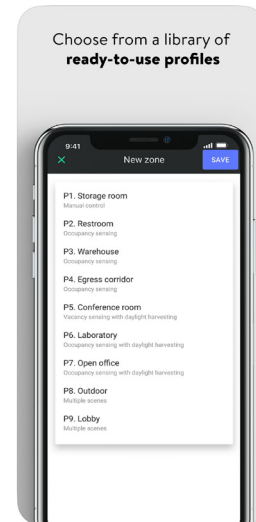 Choose from a library of
ready-to-use profiles
9:41
New zone
SAVE
P1. Storage room
Manual control
P2. Restroom
Occupancy sensing
P3. Warehouse
Occupancy sensing
P4. Egress corridor
Occupancy sensing
P5. Conference room
Vacancy sensing with daylight harvesting
P6. Laboratory
Occupancy sensing with daylight harvesting
P7. Open office
Occupancy sensing with daylight harvesting
P8. Outdoor
Multiple scenes
P9. Lobby
Multiple scenes